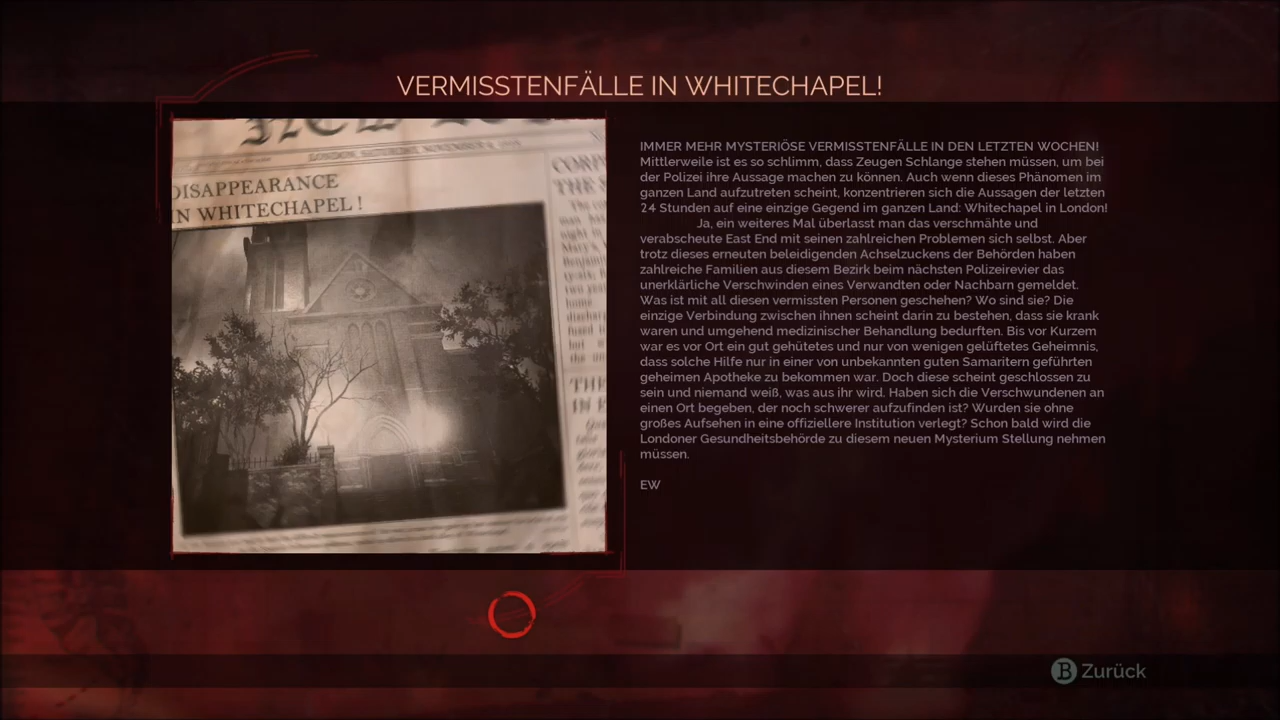 VERMISSTENFÄLLE IN WHITECHAPEL!
DISAPPEARANCE
IN WHITECHAPEL !
IMMER MEHR MYSTERIÖSE VERMISSTENFÄLLE IN DEN LETZTEN WOCHEN!
Mittlerweile ist es so schlimm, dass Zeugen Schlange stehen müssen, um bei
der Polizei ihre Aussage machen zu können. Auch wenn dieses Phänomen im
ganzen Land aufzutreten scheint, konzentrieren sich die Aussagen der letzten
24 Stunden auf eine einzige Gegend im ganzen Land: Whitechapel in London!
Ja, ein weiteres Mal überlasst man das verschmähte und
verabscheute East End mit seinen zahlreichen Problemen sich selbst. Aber
trotz dieses erneuten beleidigenden Achselzuckens der Behörden haben
zahlreiche Familien aus diesem Bezirk beim nächsten Polizeirevier das
unerklärliche Verschwinden eines Verwandten oder Nachbarn gemeldet.
Was ist mit all diesen vermissten Personen geschehen? Wo sind sie? Die
einzige Verbindung zwischen ihnen scheint darin zu bestehen, dass sie krank
waren und umgehend medizinischer Behandlung bedurften. Bis vor Kurzem
war es vor Ort ein gut gehütetes und nur von wenigen gelüftetes Geheimnis,
dass solche Hilfe nur in einer von unbekannten guten Samaritern geführten
geheimen Apotheke zu bekommen war. Doch diese scheint geschlossen zu
sein und niemand weiß, was aus ihr wird. Haben sich die Verschwundenen an
einen Ort begeben, der noch schwerer aufzufinden ist? Wurden sie ohne
großes Aufsehen in eine offiziellere Institution verlegt? Schon bald wird die
Londoner Gesundheitsbehörde zu diesem neuen Mysterium Stellung nehmen
müssen.
EW
B Zurück